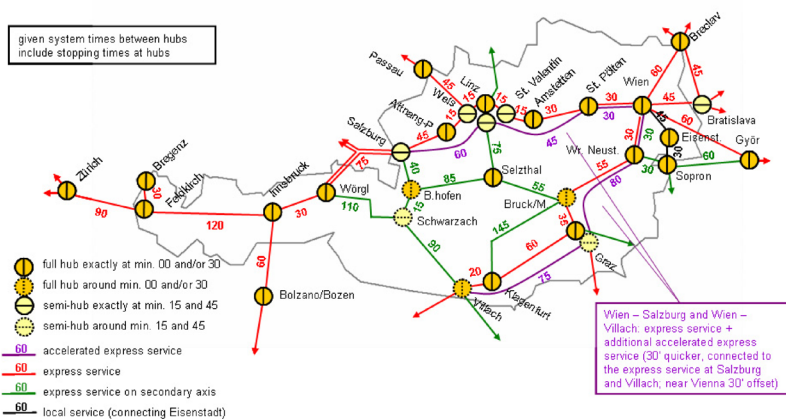 given system times between hubs
include stopping times at hubs
Breclav
Passau
45
Linz
St. Valentin
Amstetten
St. Pölten
Wien
60
45
Wels
15
15
15
15
30
30
30
45
Bratislava
Attnang-P
Salzburg
45
60
45
60
45
Eisenst.
Györ
Zürich
Bregenz
30
Feldkirch
Innsbruck
75
40
75
Wr. Neust.
30
30
30
30
60
Sopron
90
120
30
Wörgl
110
85
B.hofen
Selzthal
55
55
80
Bruck/M
15
Schwarzach
145
35
90
60
Graz
60
20
75
Bolzano/Bozen
Villach
Klagenfurt
full hub exactly at min. 00 and/or 30
full hub around min. 00 and/or 30
semi-hub exactly at min. 15 and 45
semi-hub around min. 15 and 45
60 accelerated express service
60 express service
60 express service on secondary axis
60 local service (connecting Eisenstadt)
Wien – Salzburg and Wien –
Villach: express service +
additional accelerated express
service (30' quicker, connected to
the express service at Salzburg
and Villach; near Vienna 30' offset)